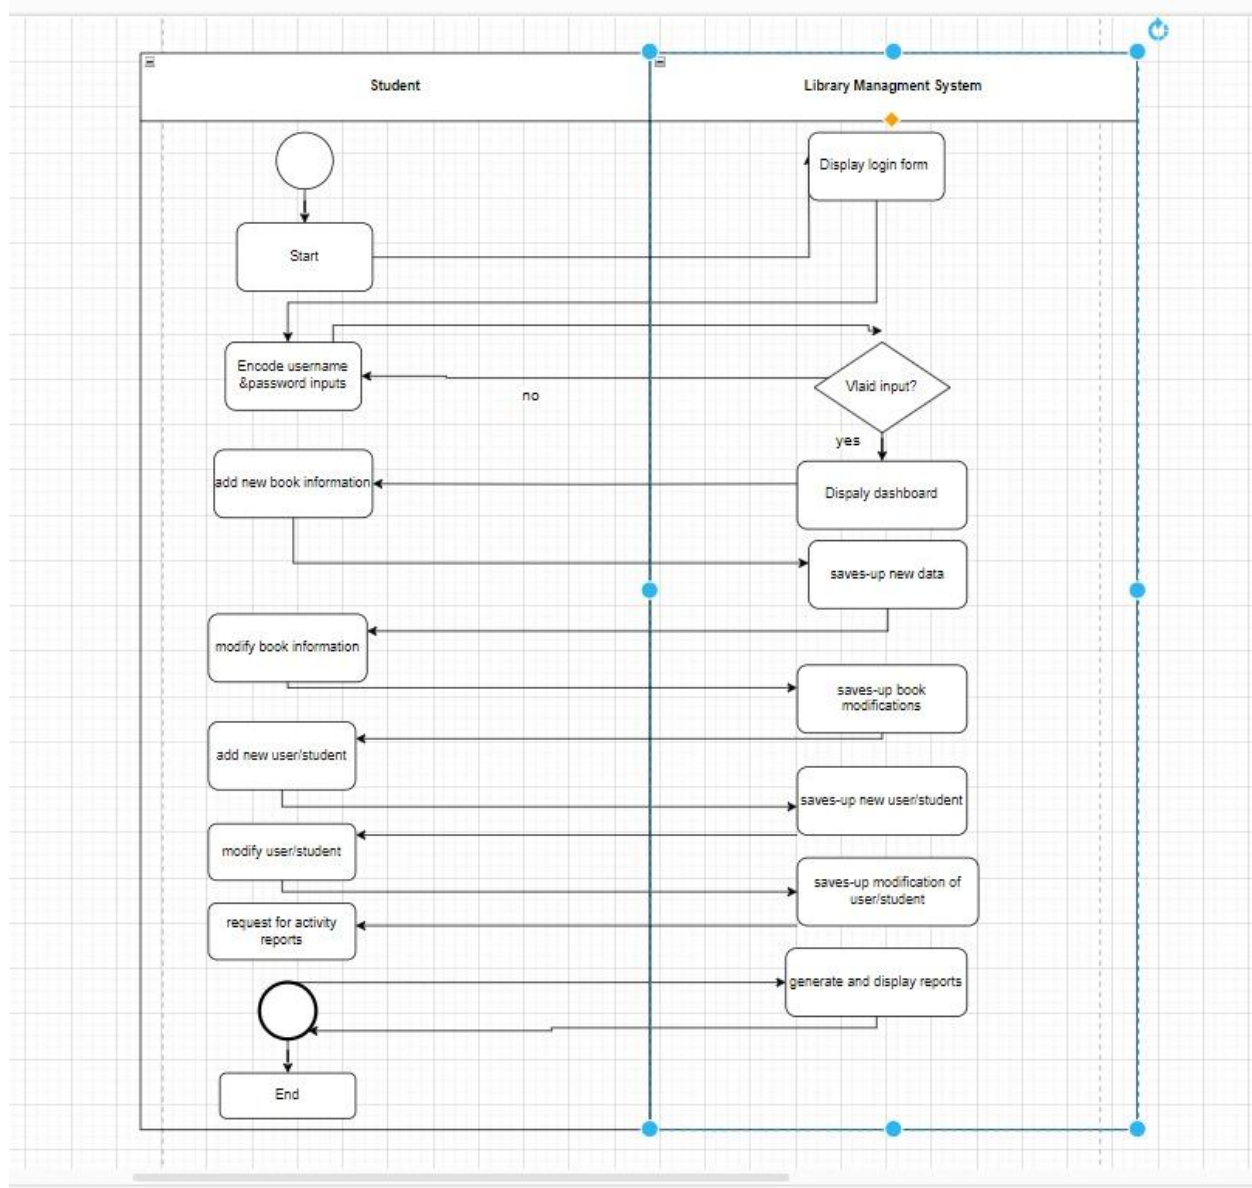 Student
Library Managment System
Display login form
Start
Encode username
&password inputs
Vlaid input?
no
yes
add new book information
Dispaly dashboard
saves-up new data
modify book information
saves-up book
modifications
add new user/student
saves-up new user/student
modify user/student
saves-up modification of
user/student
request for activity
reports
generate and display reports
End